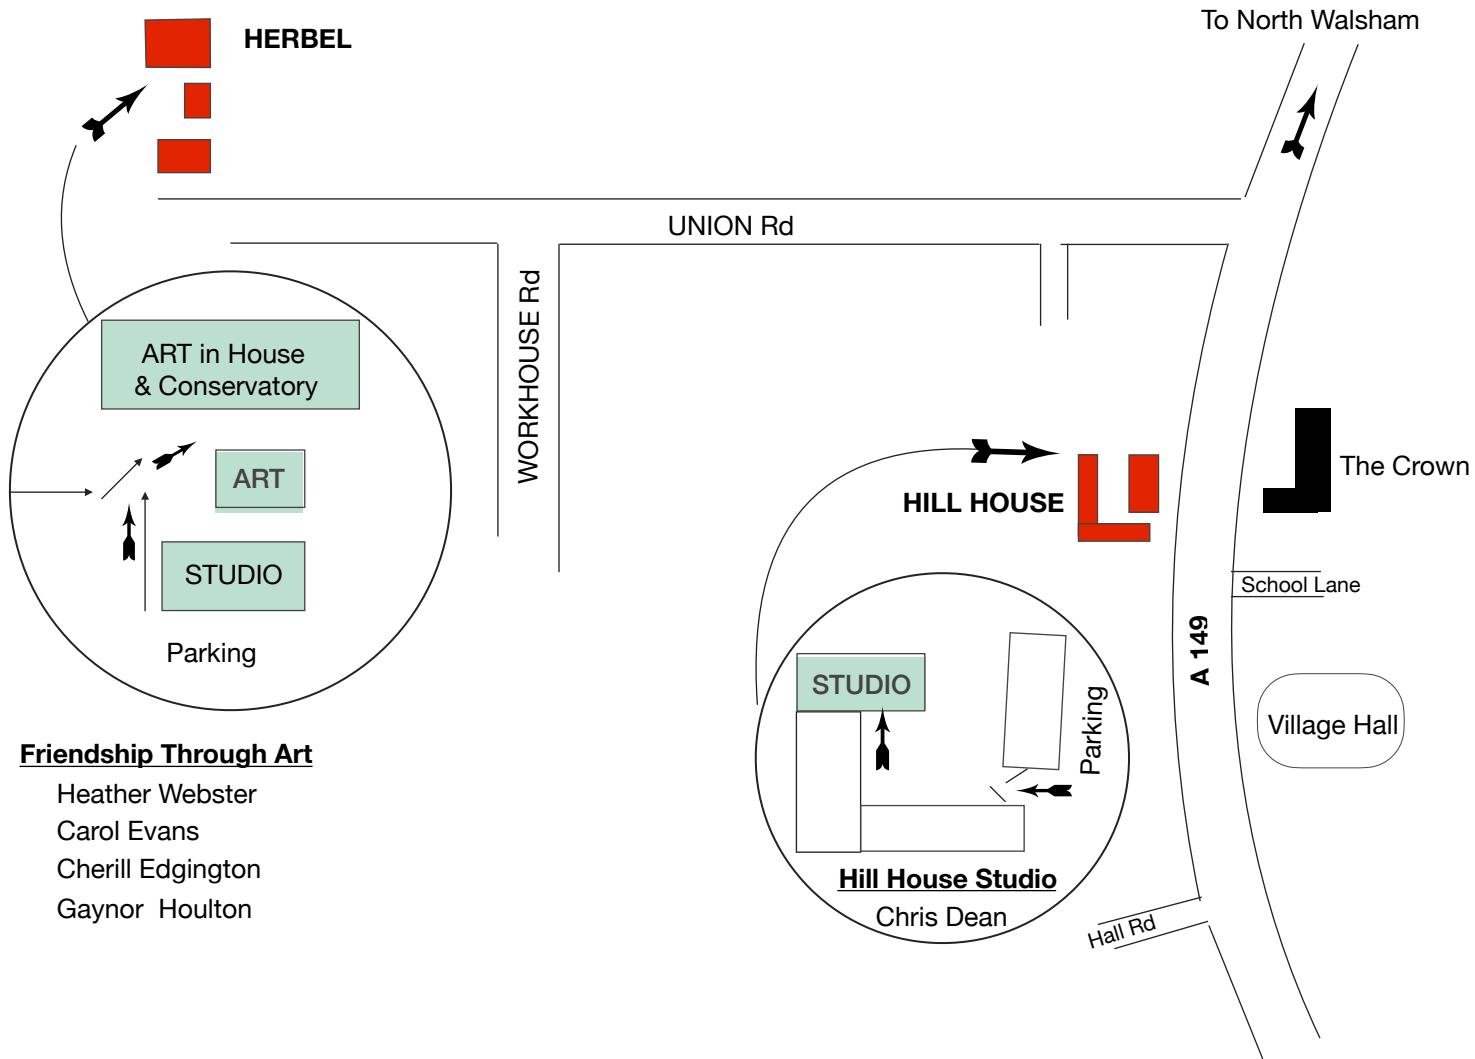 To North Walsham
HERBEL
UNION Rd
WORKHOUSE Rd
ART in House
& Conservatory
ART
STUDIO
Parking
The Crown
HILL HOUSE
School Lane
A 149
STUDIO
Parking
Village Hall
Friendship Through Art
Heather Webster
Carol Evans
Cherill Edgington
Gaynor Houlton
Hill House Studio
Chris Dean
Hall Rd